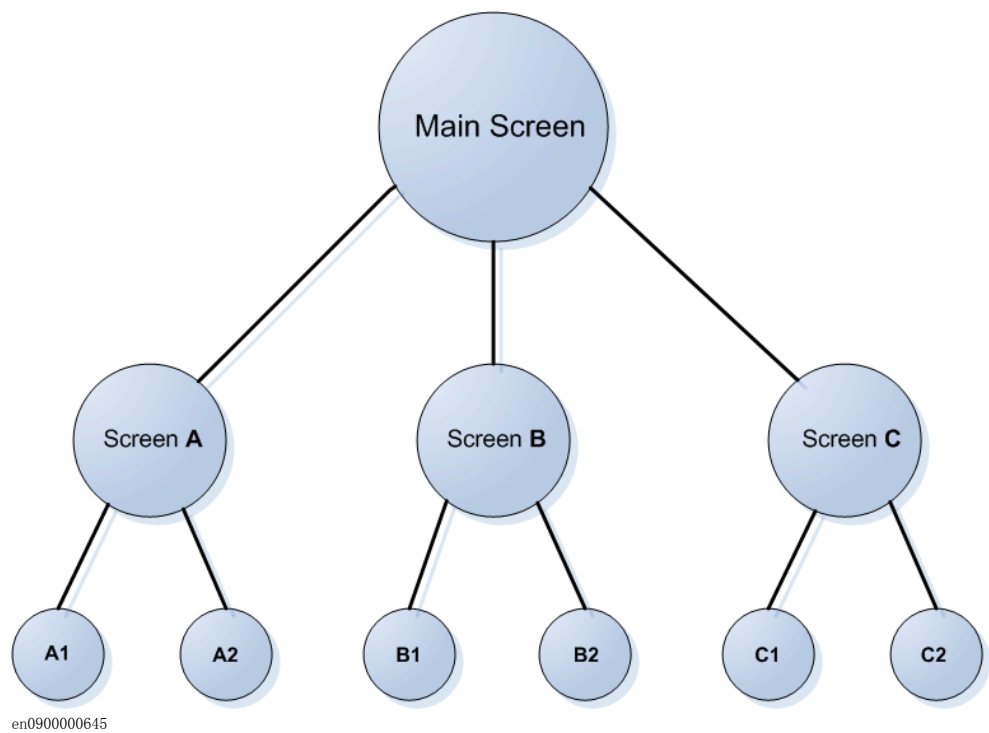 Main Screen
Screen A
Screen B
Screen C
A1
A2
B1
B2
C1
C2
en0900000645